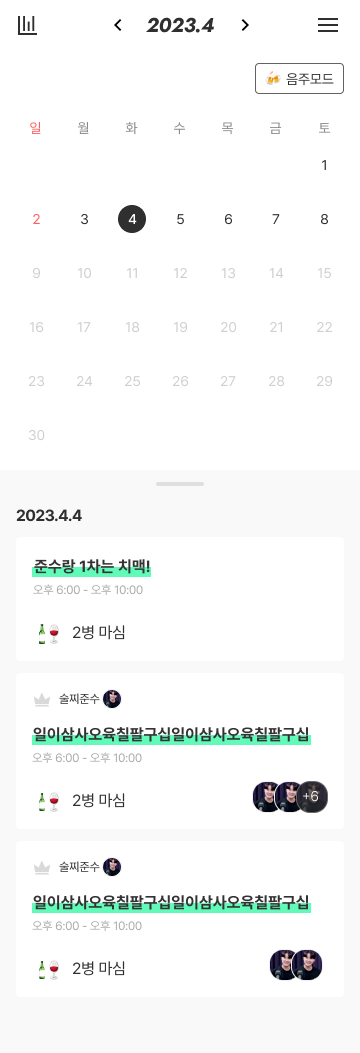 2023.4
음주모드
일 월 화 수 목 금 토
1
2 3 4 5 6 7 8
9 10 11 12 13 14 15
16 17 18 19 20 21 22
23 24 25 26 27 28 29
30
2023.4.4
준수랑 1차는 치맥!
오후 6:00 - 오후 10:00
2병 마심
술찌준수
일이삼사오육칠팔구십일이삼사오육칠팔구십
오후 6:00 - 오후 10:00
2병 마심
+6
술찌준수
일이삼사오육칠팔구십일이삼사오육칠팔구십
오후 6:00 - 오후 10:00
2병 마심